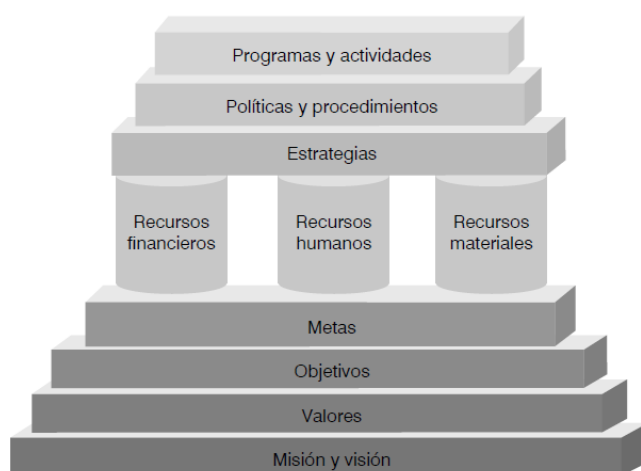 Programas y actividades
Políticas y procedimientos
Estrategias
Recursos
financieros
Recursos
humanos
Recursos
materiales
Metas
Objetivos
Valores
Misión y visión